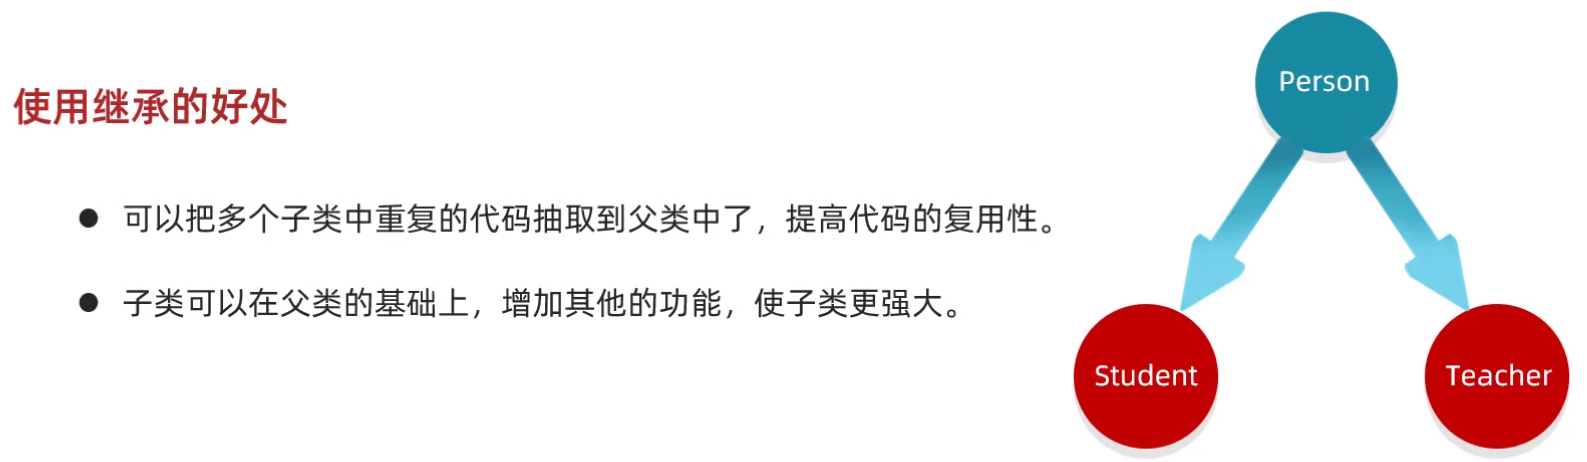 使用继承的好处
● 可以把多个子类中重复的代码抽取到父类中了，提高代码的复用性。
● 子类可以在父类的基础上，增加其他的功能，使子类更强大。
Person
Student
Teacher